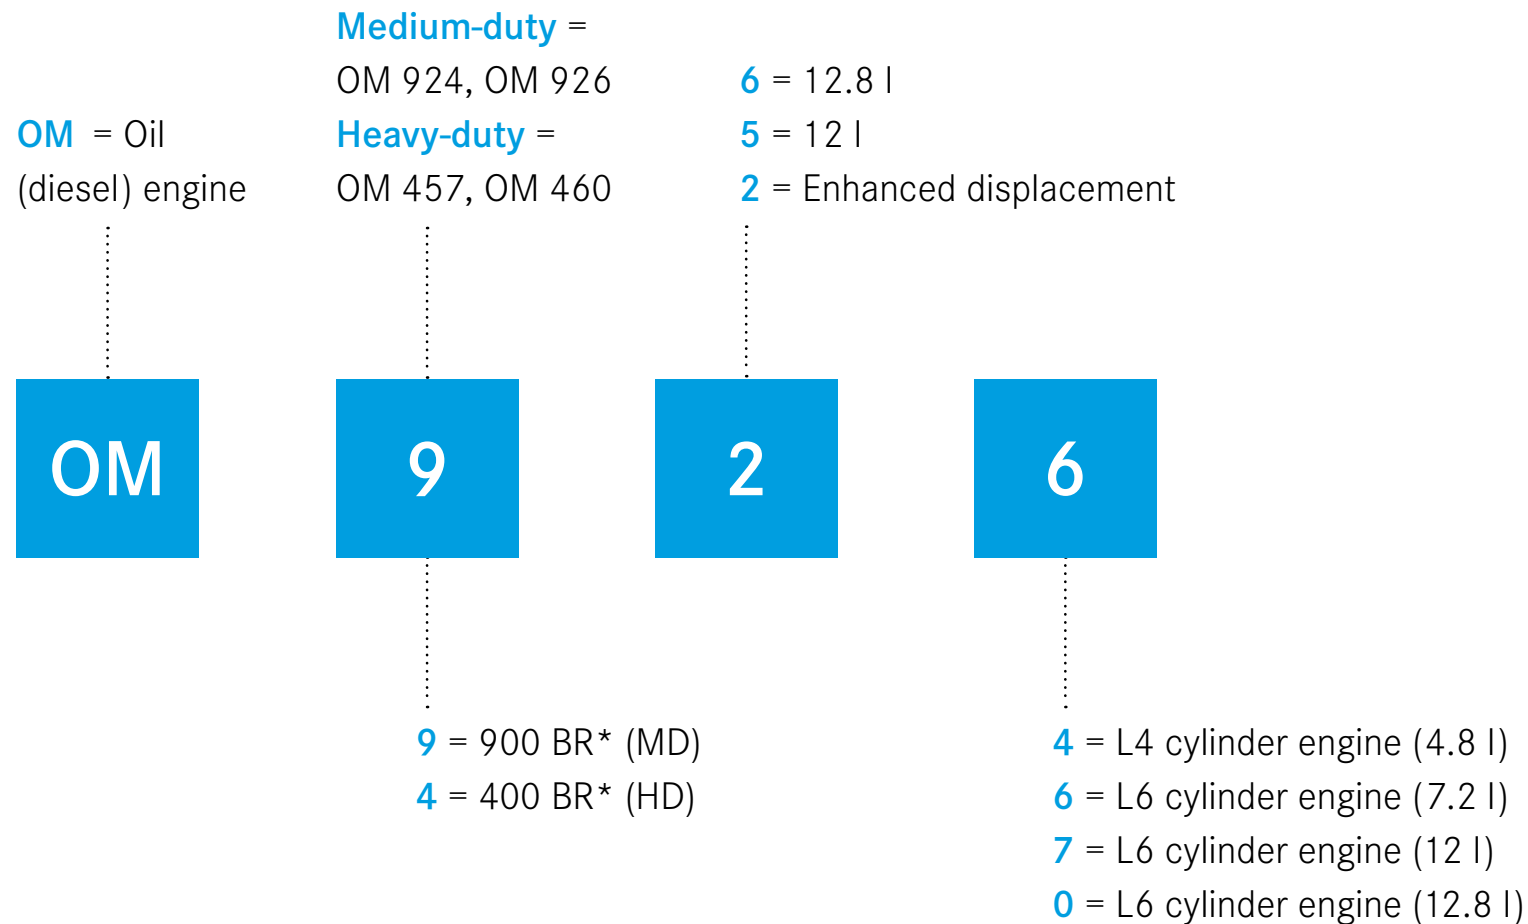 OM = Oil
(diesel) engine
Medium-duty =
OM 924, OM 926
Heavy-duty =
OM 457, OM 460
6 = 12.8 l
5 = 12 l
2 = Enhanced displacement
OM
9
2
6
9 = 900 BR* (MD)
4 = 400 BR* (HD)
4 = L4 cylinder engine (4.8 l)
6 = L6 cylinder engine (7.2 l)
7 = L6 cylinder engine (12 l)
0 = L6 cylinder engine (12.8 l)